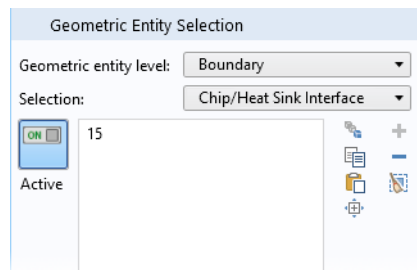 Geometric Entity Selection
Geometric entity level: Boundary
Selection: Chip/Heat Sink Interface
ON 15
Active